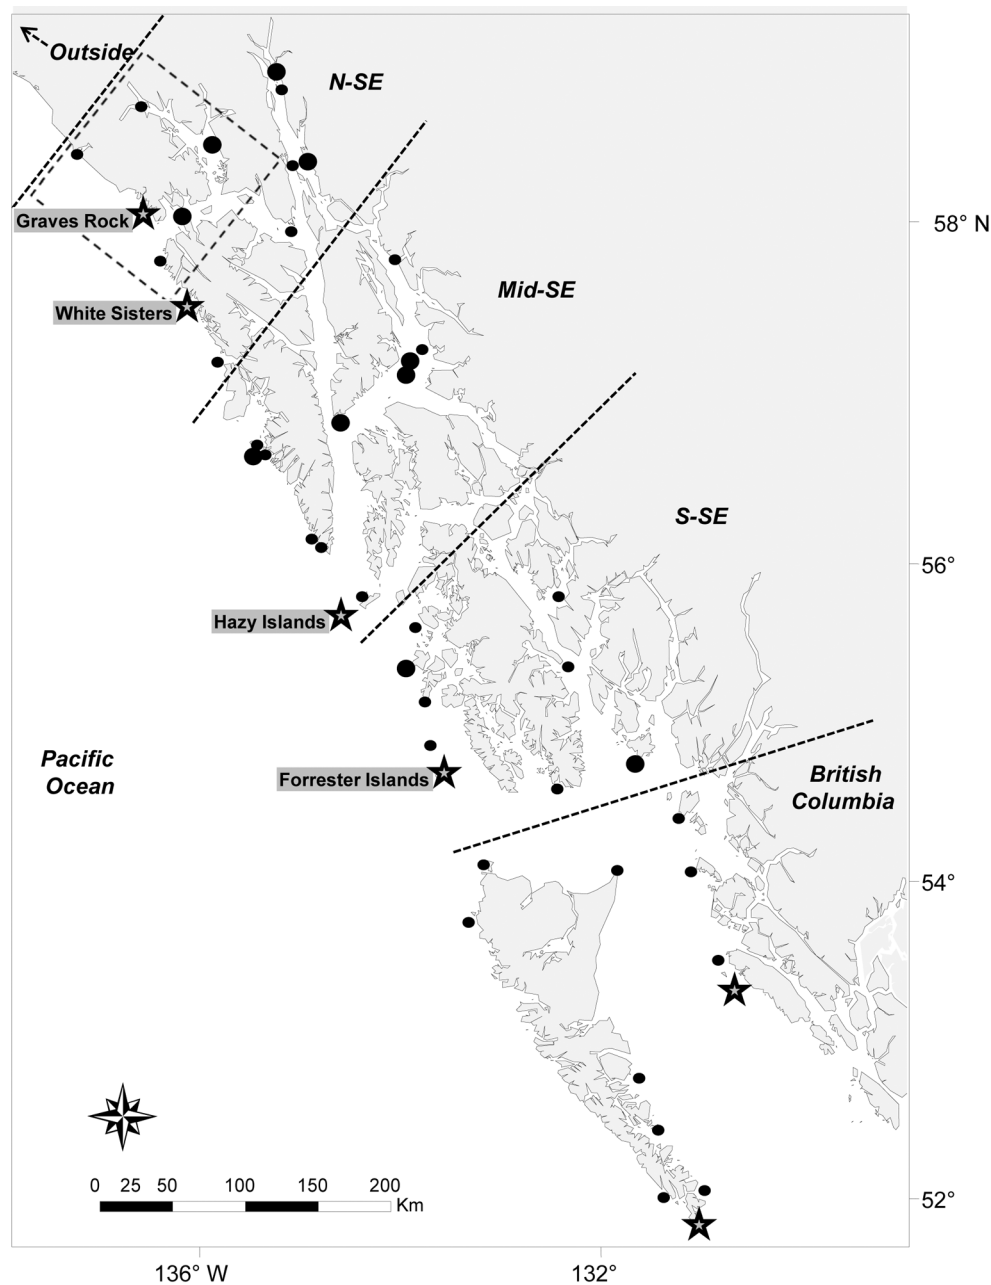 Outside
N-SE
Graves Rock
58° N
Mid-SE
White Sisters
S-SE
56°
Hazy Islands
Pacific
Ocean
Forrester Islands
British
Columbia
54°
0 25 50 100 150 200
Km
52°
136° W
132°